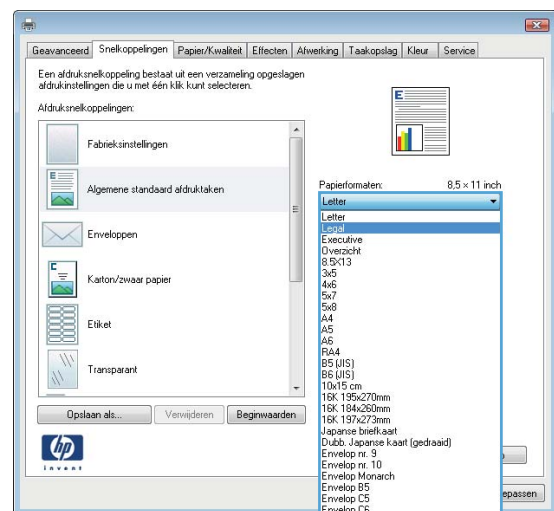 Geavanceerd Snelkoppelingen Papier/Kwaliteit Effecten Afwerking Taakopslag Kleur Service
Een afdruksnelkoppeling bestaat uit een verzameling opgeslagen
afdrukinstellingen die u met één klik kunt selecteren.
Afdruksnelkoppelingen:
Fabrieksinstellingen
Algemene standaard afdruktaken
Enveloppen
Karton/zwaar papier
Etiket
Transparant
Opslaan als... Verwijderen Beginwaarden
hp
invent
E
Papierformaten: 8,5 × 11 inch
Letter
Letter
Legal
Executive
Overzicht
8.5X13
3x5
4x6
5x7
5x8
A4
A5
A6
RA4
B5 (JIS)
B6 (JIS)
10x15 cm
16K 195x270mm
16K 184x260mm
16K 197x273mm
Japanse briefkaart
Dubb. Japanse kaart (gedraaid)
Envelop nr. 9
Envelop nr. 10
Envelop Monarch
Envelop B5
Envelop C5
Envelop C6
epassen